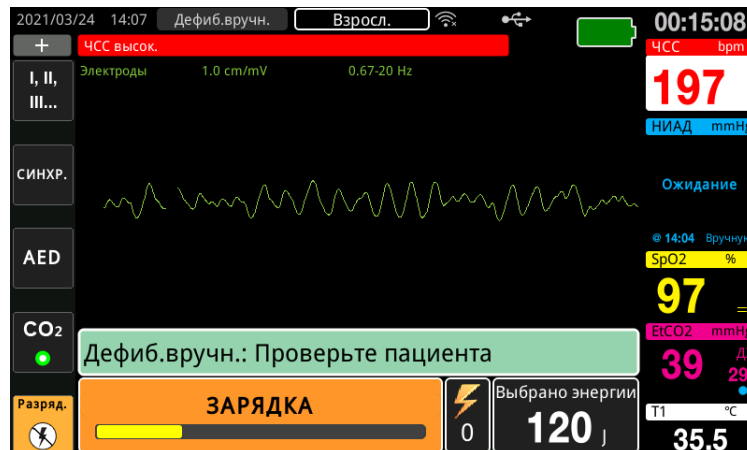 2021/03/24 14:07 Дефиб.вручн. Взросл. 00:15:08
+ ЧСС высок. ЧСС bpm
Электроды 1.0 cm/mV 0.67-20 Hz
I, II,
III...
197
НИАД mmHg
СИНХР.
Ожидание
@ 14:04 Вручную
AED
SpO2 %
97
CO2
EtCO2 mmHg
39
29
Дефиб.вручн.: Проверьте пациента
Разряд.
ЗАРЯДКА
0
Выбрано энергии
120 J
T1 °C
35.5